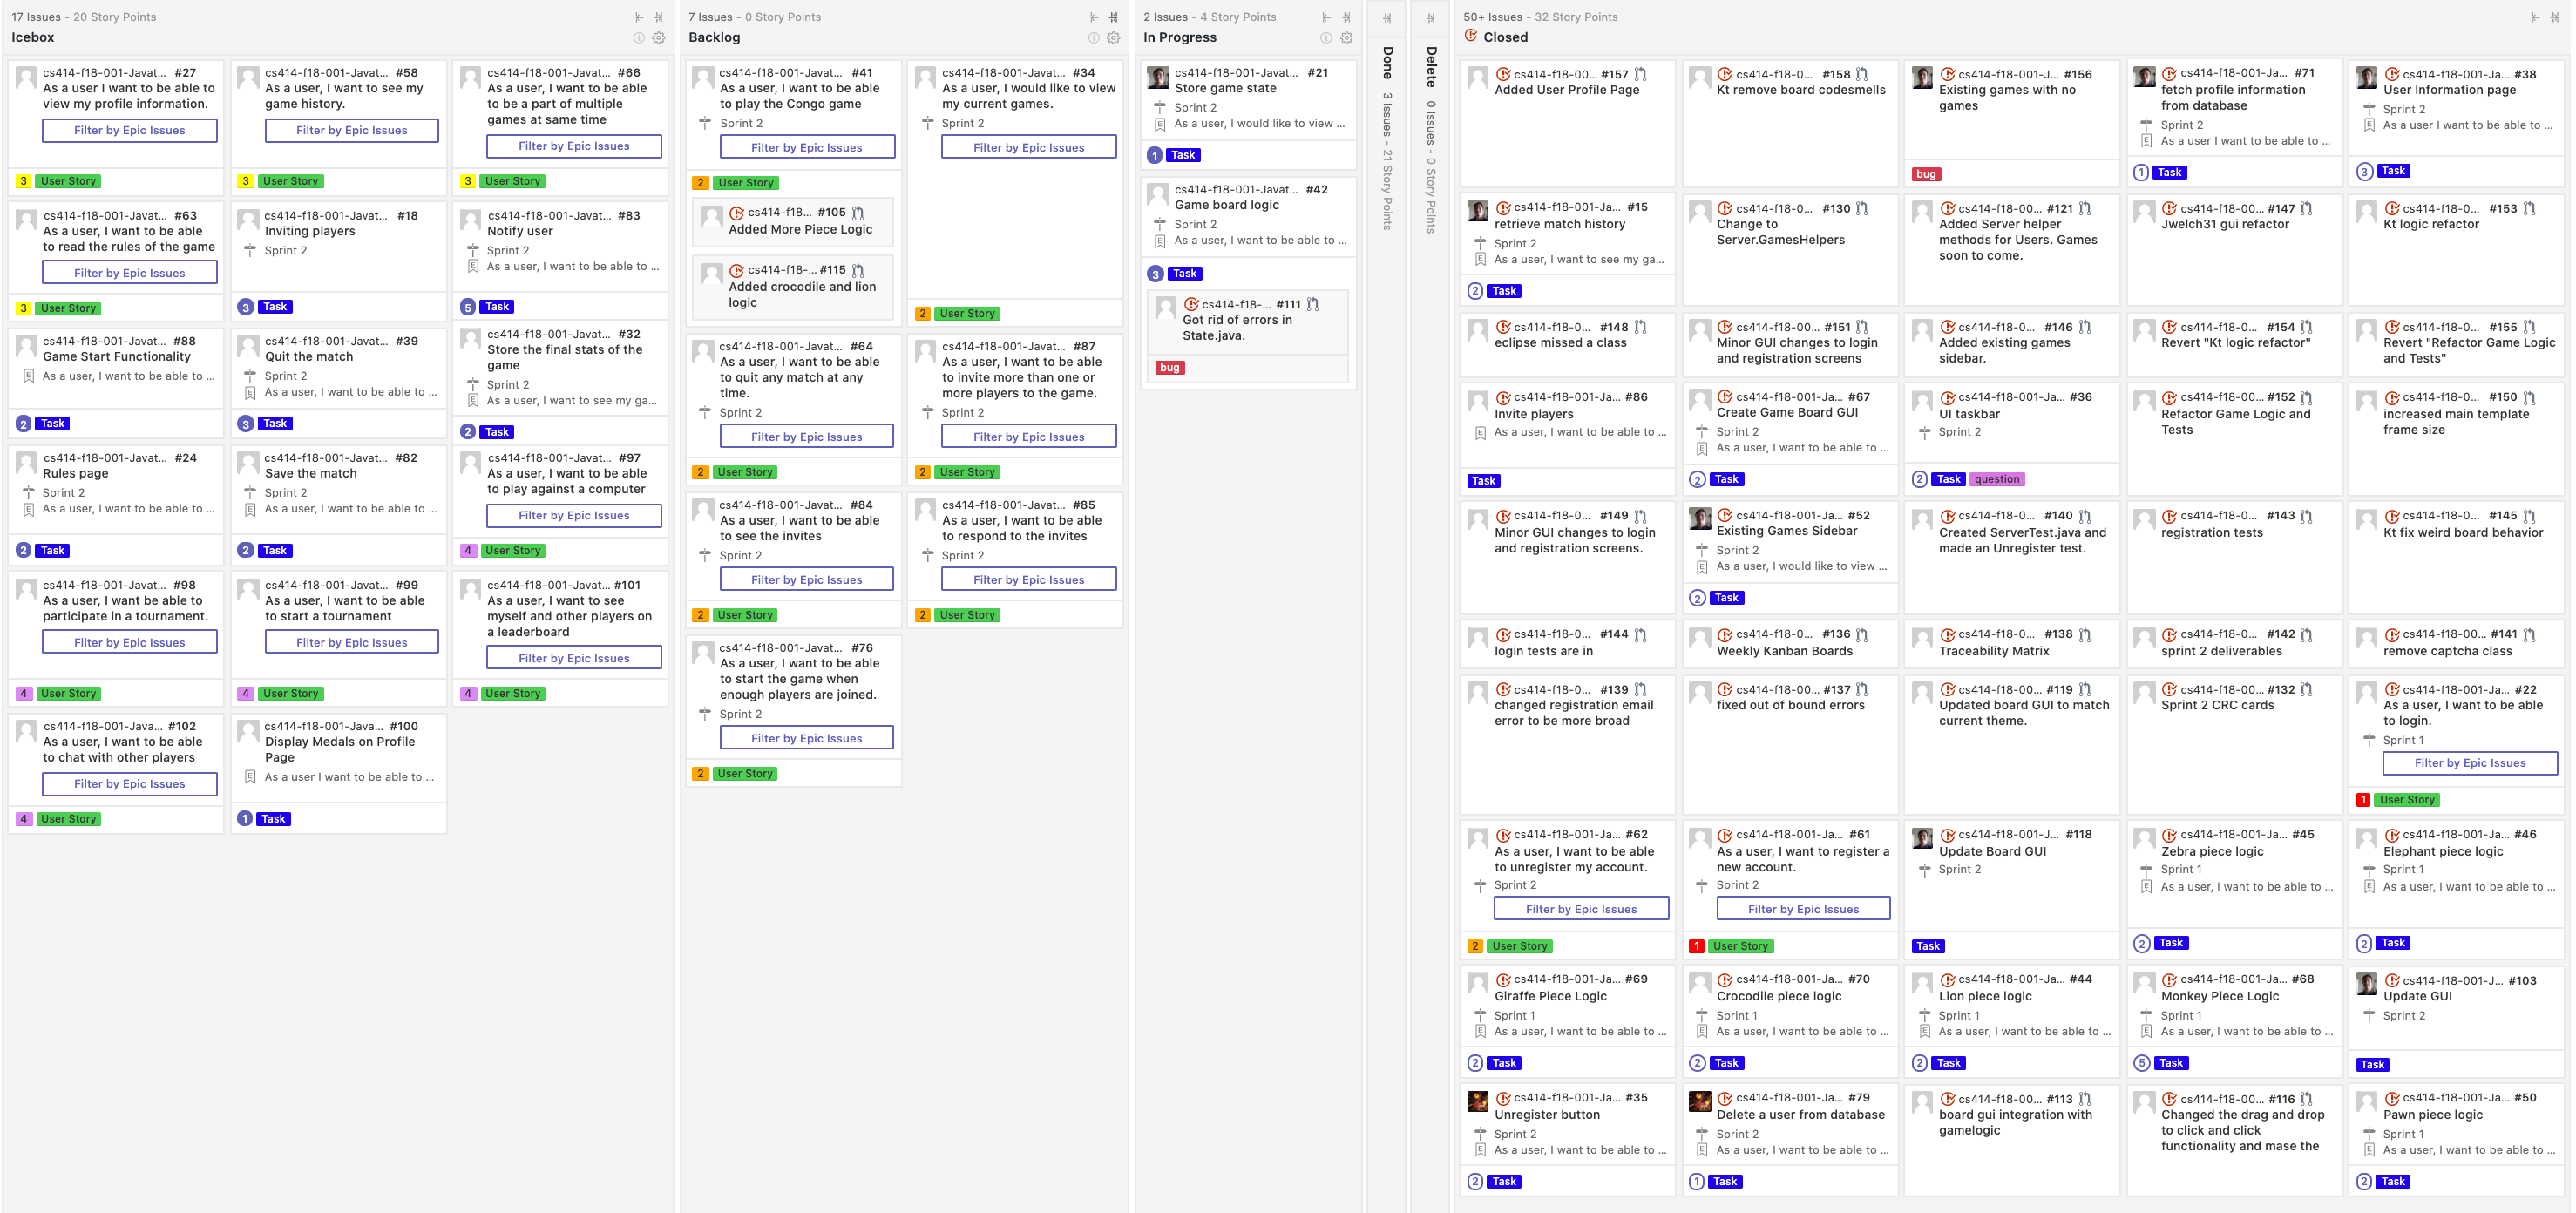 17 Issues - 20 Story Points
Icebox
cs414-f18-001-Javat... #27
As a user I want to be able to
view my profile information.
Filter by Epic Issues
3 User Story
cs414-f18-001-Javat... #58
As a user, I want to see my
game history.
Filter by Epic Issues
3 User Story
cs414-f18-001-Javat... #66
As a user, I want to be able
to be a part of multiple
games at same time
Filter by Epic Issues
3 User Story
cs414-f18-001-Javat... #63
As a user, I want to be able
to read the rules of the game
Filter by Epic Issues
3 User Story
cs414-f18-001-Javat... #18
Inviting players
Sprint 2
3 Task
cs414-f18-001-Javat... #83
Notify user
Sprint 2
As a user, I want to be able to ...
5 Task
cs414-f18-001-Javat... #88
Game Start Functionality
As a user, I want to be able to ...
2 Task
cs414-f18-001-Javat... #39
Quit the match
Sprint 2
As a user, I want to be able to ...
3 Task
cs414-f18-001-Javat... #32
Store the final stats of the
game
Sprint 2
As a user, I want to see my ga...
2 Task
cs414-f18-001-Javat... #24
Rules page
Sprint 2
As a user, I want to be able to ...
2 Task
cs414-f18-001-Javat... #82
Save the match
Sprint 2
As a user, I want to be able to ...
2 Task
cs414-f18-001-Javat... #97
As a user, I want to be able
to play against a computer
Filter by Epic Issues
4 User Story
cs414-f18-001-Javat... #98
As a user, I want be able to
participate in a tournament.
Filter by Epic Issues
4 User Story
cs414-f18-001-Javat... #99
As a user, I want to be able
to start a tournament
Filter by Epic Issues
4 User Story
cs414-f18-001-Javat... #101
As a user, I want to see
myself and other players on
a leaderboard
Filter by Epic Issues
4 User Story
cs414-f18-001-Java... #102
As a user, I want to be able
to chat with other players
Filter by Epic Issues
4 User Story
cs414-f18-001-Java... #100
Display Medals on Profile
Page
As a user I want to be able to ...
1 Task
7 Issues - 0 Story Points
Backlog
cs414-f18-001-Javat... #41
As a user, I want to be able
to play the Congo game
Sprint 2
Filter by Epic Issues
2 User Story
cs414-f18... #105
Added More Piece Logic
cs414-f18-... #115
Added crocodile and lion
logic
cs414-f18-001-Javat... #34
As a user, I would like to view
my current games.
Sprint 2
Filter by Epic Issues
2 User Story
cs414-f18-001-Javat... #64
As a user, I want to be able
to quit any match at any
time.
Sprint 2
Filter by Epic Issues
2 User Story
cs414-f18-001-Javat... #87
As a user, I want to be able to
invite more than one or
more players to the game.
Sprint 2
Filter by Epic Issues
2 User Story
cs414-f18-001-Javat... #84
As a user, I want to be able
to see the invites
Sprint 2
Filter by Epic Issues
2 User Story
cs414-f18-001-Javat... #85
As a user, I want to be able
to respond to the invites
Sprint 2
Filter by Epic Issues
2 User Story
cs414-f18-001-Javat... #76
As a user, I want to be able
to start the game when
enough players are joined.
Sprint 2
Filter by Epic Issues
2 User Story
2 Issues - 4 Story Points
In Progress
cs414-f18-001-Javat... #21
Store game state
Sprint 2
As a user, I would like to view ...
1 Task
cs414-f18-001-Javat... #42
Game board logic
Sprint 2
As a user, I want to be able to ...
3 Task
cs414-f18-... #111
Got rid of errors in
State.java.
bug
Done 3 Issues - 21 Story Points
Delete 0 Issues - 0 Story Points
50+ Issues - 32 Story Points
Closed
cs414-f18-00... #157
Added User Profile Page
cs414-f18-0... #158
Kt remove board codesmells
cs414-f18-001-J... #156
Existing games with no
games
bug
cs414-f18-001-Ja... #71
fetch profile information
from database
Sprint 2
As a user I want to be able to ...
1 Task
cs414-f18-001-Ja... #38
User Information page
Sprint 2
As a user I want to be able to ...
3 Task
cs414-f18-001-Ja... #15
retrieve match history
Sprint 2
As a user, I want to see my ga...
2 Task
cs414-f18-00... #130
Change to
Server.GamesHelpers
cs414-f18-00... #121
Added Server helper
methods for Users. Games
soon to come.
cs414-f18-00... #147
Jwelch31 gui refactor
cs414-f18-00... #153
Kt logic refactor
cs414-f18-0... #148
eclipse missed a class
cs414-f18-00... #151
Minor GUI changes to login
and registration screens
cs414-f18-0... #146
Added existing games
sidebar.
cs414-f18-0... #154
Revert "Kt logic refactor"
cs414-f18-0... #155
Revert "Refactor Game Logic
and Tests"
cs414-f18-001-Ja... #86
Invite players
As a user, I want to be able to ...
Task
cs414-f18-001-Ja... #67
Create Game Board GUI
Sprint 2
As a user, I want to be able to ...
2 Task
cs414-f18-001-Ja... #36
UI taskbar
Sprint 2
2 Task question
cs414-f18-00... #152
Refactor Game Logic and
Tests
cs414-f18-0... #150
increased main template
frame size
cs414-f18-0... #149
Minor GUI changes to login
and registration screens.
cs414-f18-001-Ja... #52
Existing Games Sidebar
Sprint 2
As a user, I would like to view ...
2 Task
cs414-f18-0... #140
Created ServerTest.java and
made an Unregister test.
cs414-f18-0... #143
registration tests
cs414-f18-0... #145
Kt fix weird board behavior
cs414-f18-0... #144
login tests are in
cs414-f18-0... #136
Weekly Kanban Boards
cs414-f18-0... #138
Traceability Matrix
cs414-f18-0... #142
sprint 2 deliverables
cs414-f18-00... #141
remove captcha class
cs414-f18-0... #139
changed registration email
error to be more broad
cs414-f18-00... #137
fixed out of bound errors
cs414-f18-00... #119
Updated board GUI to match
current theme.
cs414-f18-00... #132
Sprint 2 CRC cards
cs414-f18-001-Ja... #22
As a user, I want to be able
to login.
Sprint 1
Filter by Epic Issues
1 User Story
cs414-f18-001-Ja... #62
As a user, I want to be able
to unregister my account.
Sprint 2
Filter by Epic Issues
2 User Story
cs414-f18-001-Ja... #61
As a user, I want to register a
new account.
Sprint 2
Filter by Epic Issues
1 User Story
cs414-f18-001-J... #118
Update Board GUI
Sprint 2
Task
cs414-f18-001-Ja... #45
Zebra piece logic
Sprint 1
As a user, I want to be able to ...
2 Task
cs414-f18-001-Ja... #46
Elephant piece logic
Sprint 1
As a user, I want to be able to ...
2 Task
cs414-f18-001-Ja... #69
Giraffe Piece Logic
Sprint 1
As a user, I want to be able to ...
2 Task
cs414-f18-001-Ja... #70
Crocodile piece logic
Sprint 1
As a user, I want to be able to ...
2 Task
cs414-f18-001-Ja... #44
Lion piece logic
Sprint 1
As a user, I want to be able to ...
2 Task
cs414-f18-001-Ja... #68
Monkey Piece Logic
Sprint 1
As a user, I want to be able to ...
5 Task
cs414-f18-001-J... #103
Update GUI
Sprint 2
Task
cs414-f18-001-Ja... #35
Unregister button
Sprint 2
As a user, I want to be able to ...
2 Task
cs414-f18-001-Ja... #79
Delete a user from database
Sprint 2
As a user, I want to be able to ...
1 Task
cs414-f18-00... #113
board gui integration with
gamelogic
cs414-f18-00... #116
Changed the drag and drop
to click and click
functionality and mase the
cs414-f18-001-Ja... #50
Pawn piece logic
Sprint 1
As a user, I want to be able to ...
2 Task